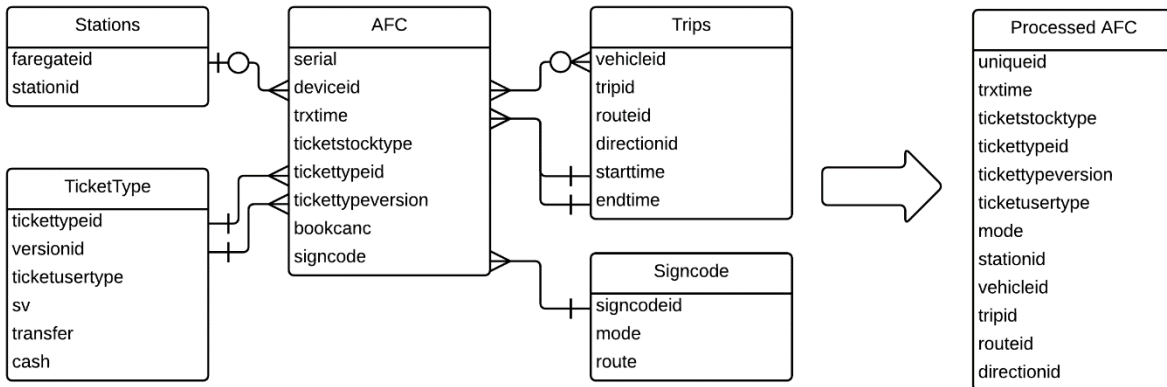 Stations
faregateid
stationid
TicketType
tickettypeid
versionid
ticketusertype
sv
transfer
cash
AFC
serial
deviceid
trxtime
ticketstocktype
tickettypeid
tickettypeversion
bookcanc
signcode
Trips
vehicleid
tripid
routeid
directionid
starttime
endtime
Signcode
signcodeid
mode
route
Processed AFC
uniqueid
trxtime
ticketstocktype
tickettypeid
tickettypeversion
ticketusertype
mode
stationid
vehicleid
tripid
routeid
directionid